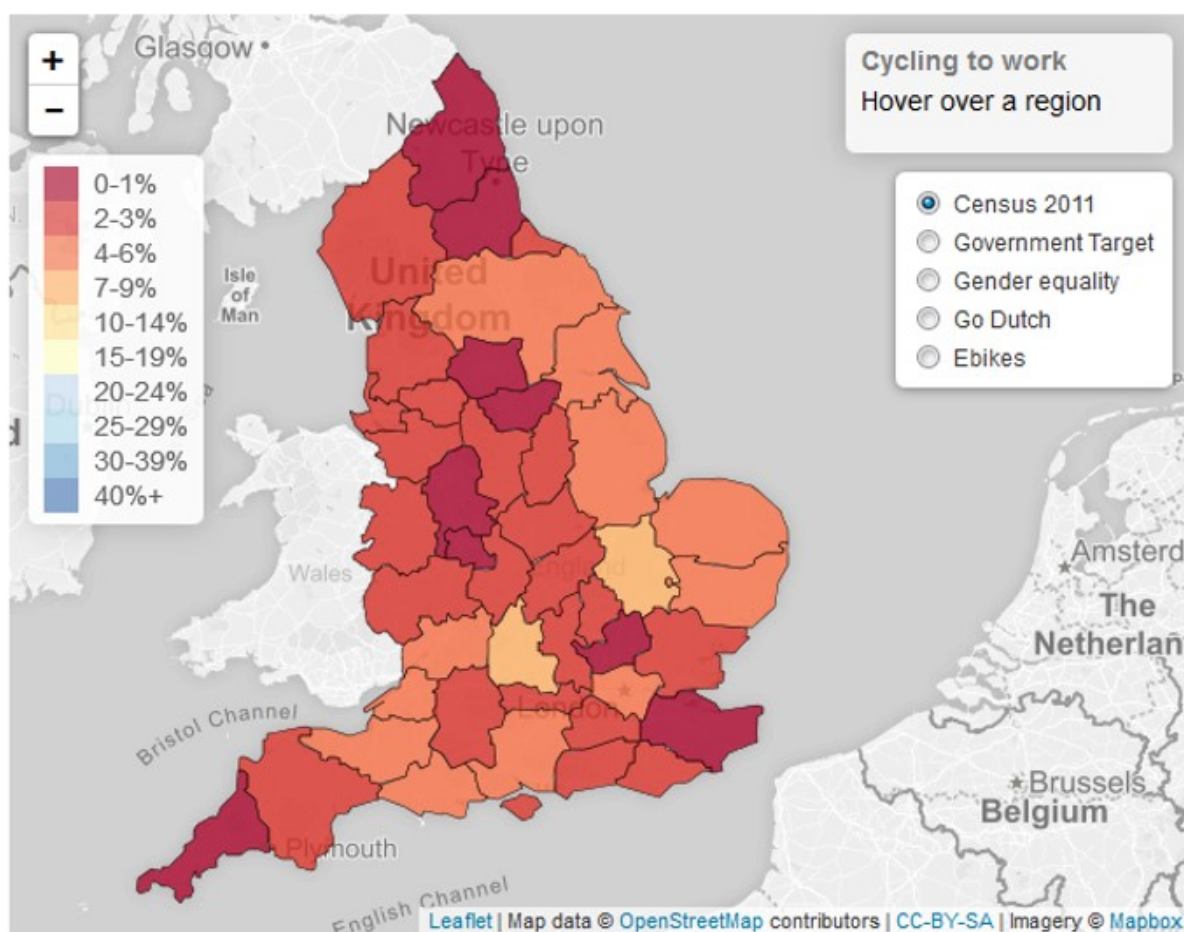 Glasgow
+
−
Cycling to work
Hover over a region
Newcastle upon
Tyne
0–1%
2–3%
4–6%
7–9%
10–14%
15–19%
20–24%
25–29%
30–39%
40%+
Census 2011
Government Target
Gender equality
Go Dutch
Ebikes
Isle
of
Man
United
Kingdom
Dublin
Wales
England
Amsterd
The
Netherlan
London
Bristol Channel
Brussels
Belgium
Plymouth
English Channel
Leaflet | Map data © OpenStreetMap contributors | CC-BY-SA | Imagery © Mapbox